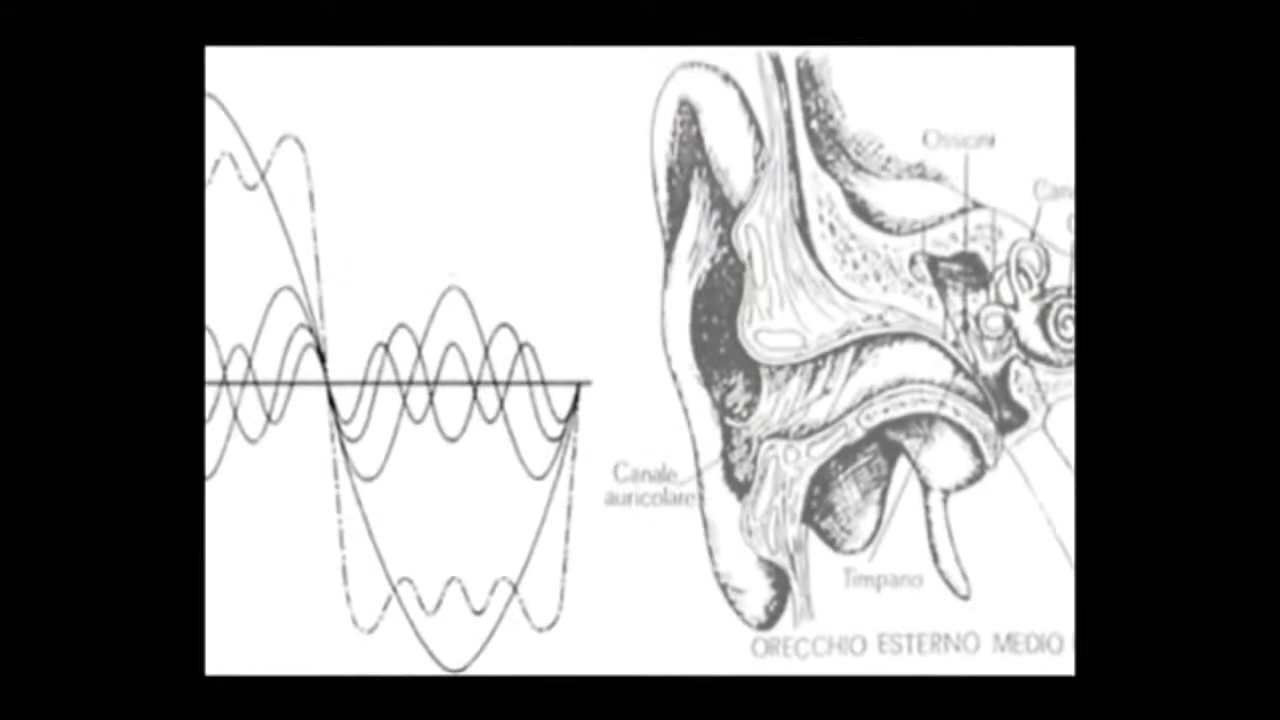 Ossicini
Canale
auricolare
Timpano
ORECCHIO ESTERNO MEDIO